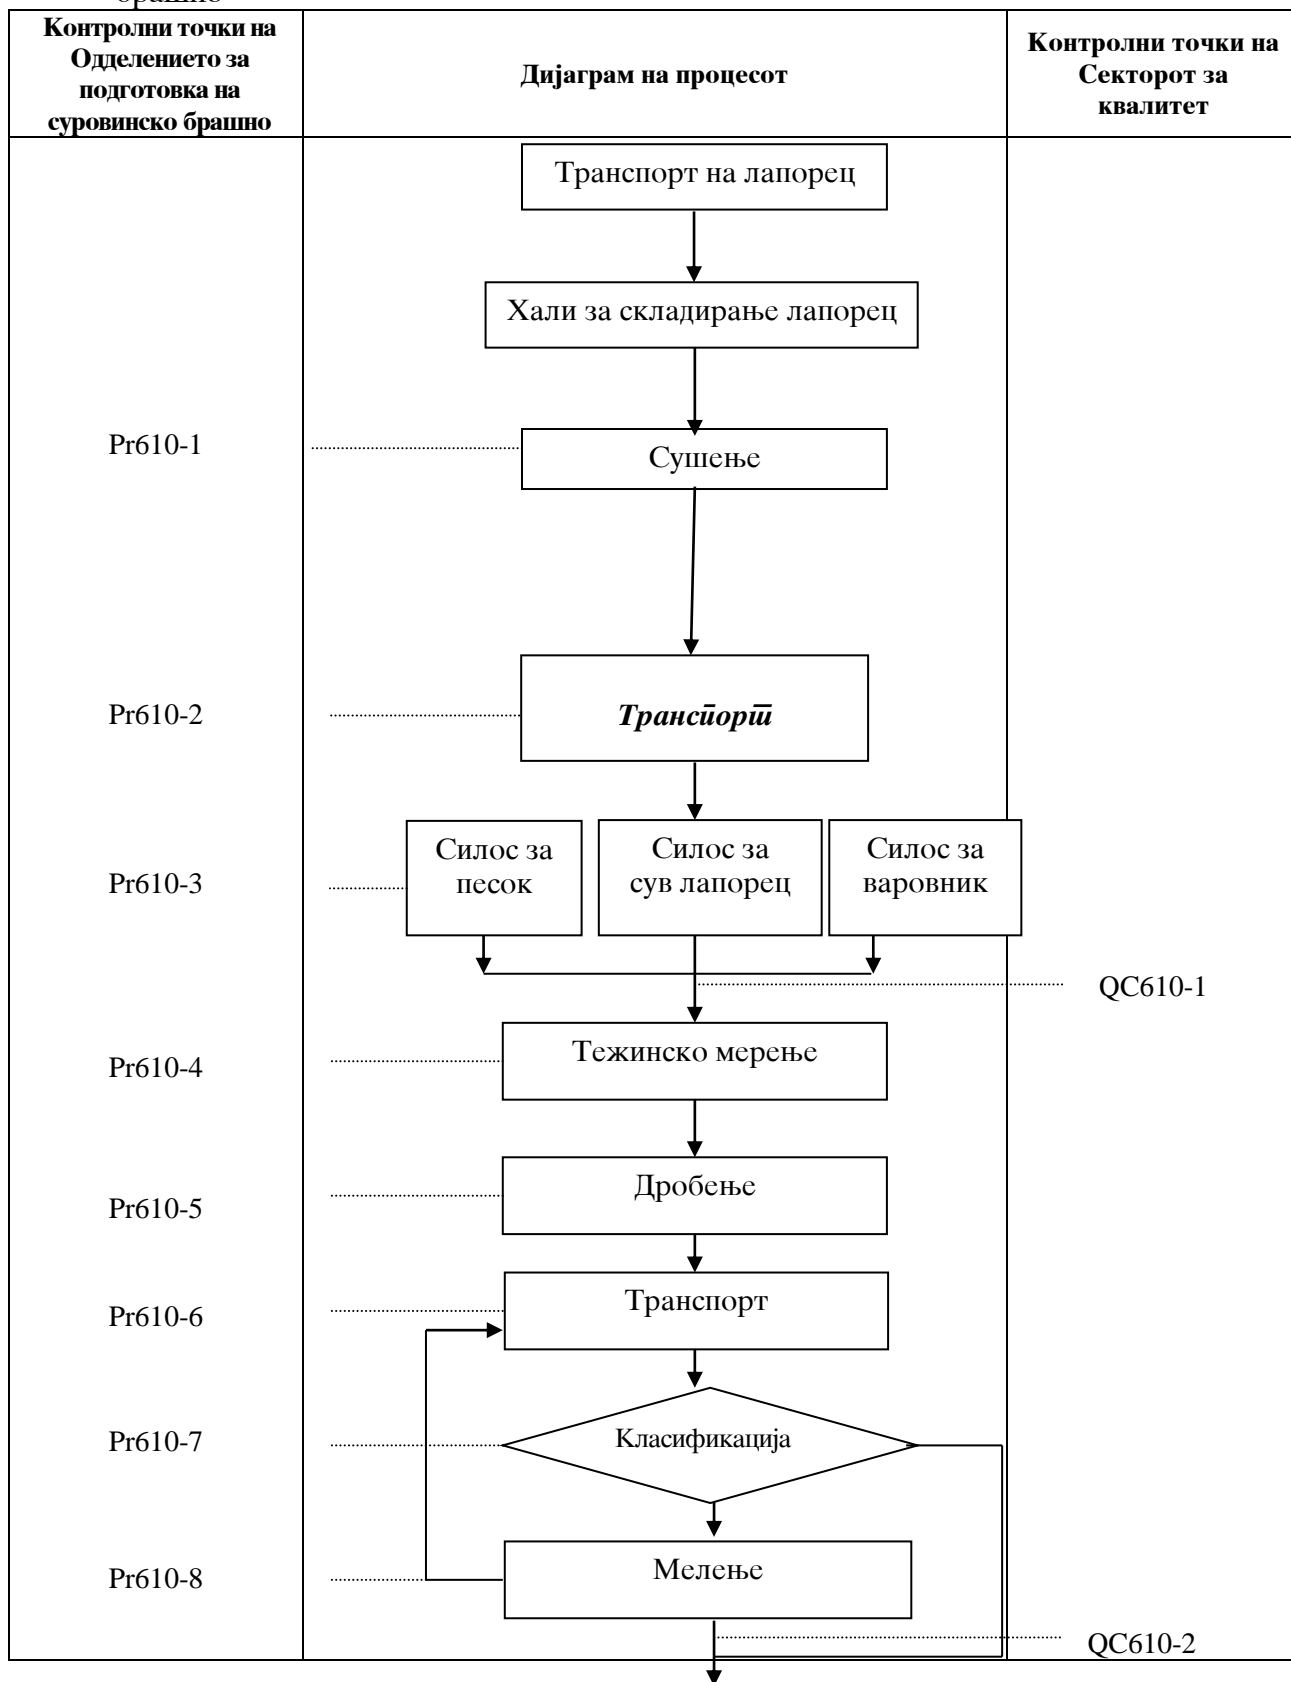 брашно
Контролни точки на
Одделението за
подготовка на
суровинско брашно
Дијаграм на процесот
Контролни точки на
Секторот за
квалитет
Транспорт на лапорец
Хали за складирање лапорец
Pr610-1
Сушење
Pr610-2
Транспорт
Pr610-3
Силос за
песок
Силос за
сув лапорец
Силос за
варовник
QC610-1
Pr610-4
Тежинско мерење
Pr610-5
Дробење
Pr610-6
Транспорт
Pr610-7
Класификација
Pr610-8
Мелење
QC610-2